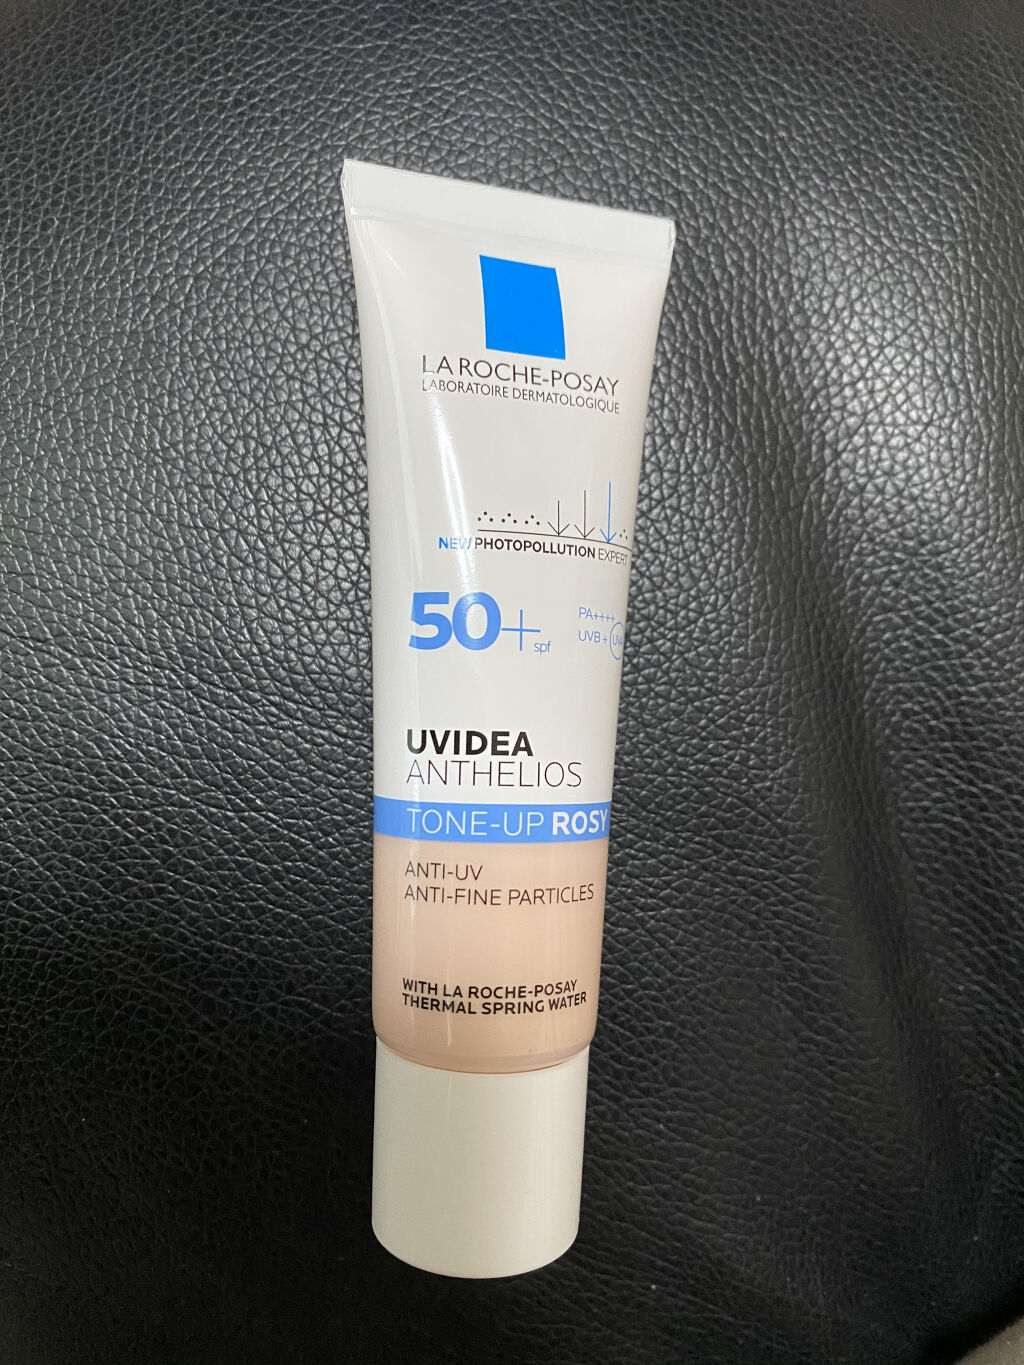 LA ROCHE-POSAY
LABORATOIRE DERMATOLOGIQUE
NEW PHOTOPOLLUTION EXPERT
50+ spf
PA++++
UVB +
UVIDEA
ANTHELIOS
TONE-UP ROSY
ANTI-UV
ANTI-FINE PARTICLES
WITH LA ROCHE-POSAY
THERMAL SPRING WATER